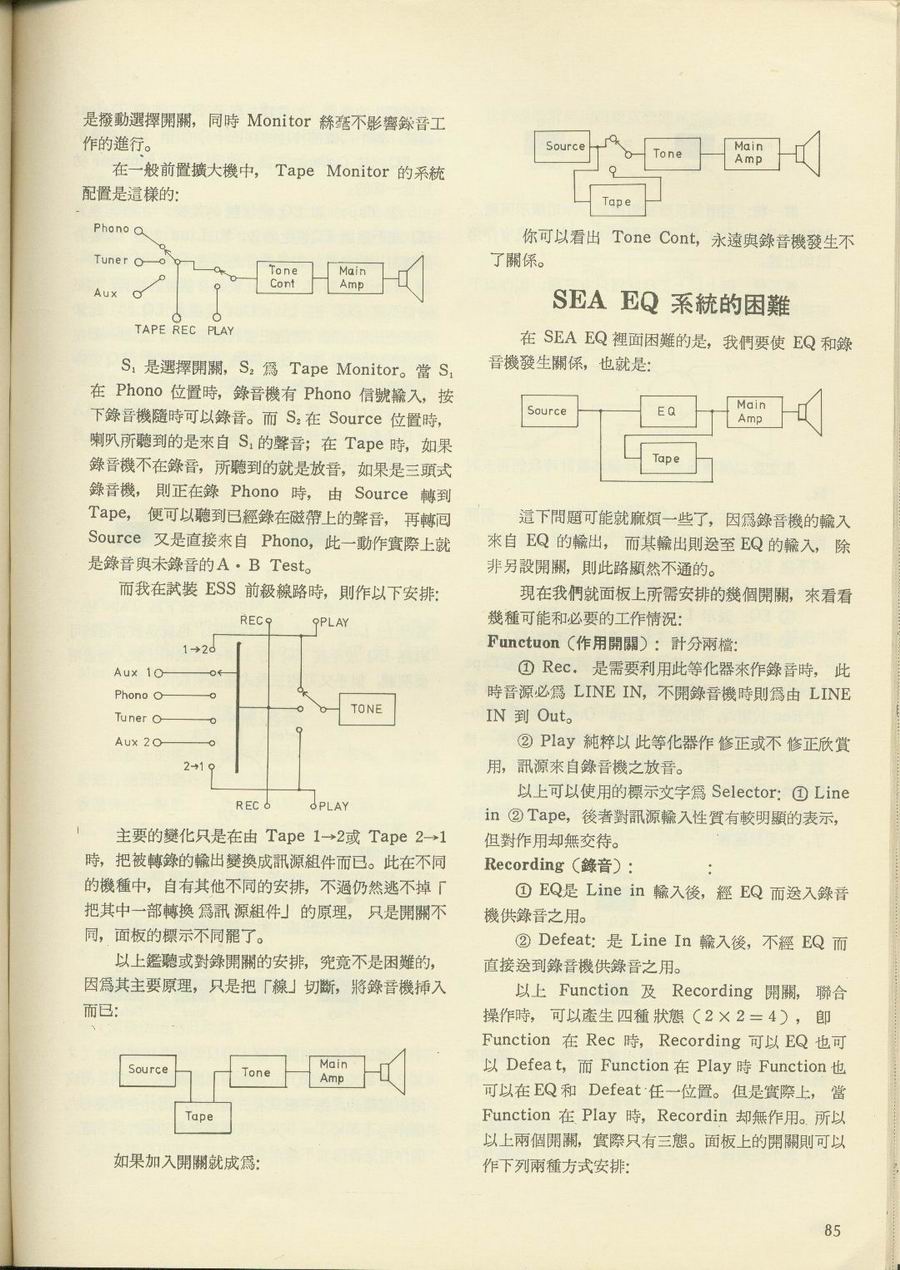 是撥動選擇開關，同時 Monitor 絲毫不影響錄音工
作的進行。
在一般前置擴大機中， Tape Monitor 的系統
配置是這樣的：
Phono
Tuner
Aux
Tone
Cont
Main
Amp
TAPE REC PLAY
S₁ 是選擇開關，S₂ 爲 Tape Monitor。當 S₁
在 Phono 位置時，錄音機有 Phono 信號輸入，按
下錄音機隨時可以錄音。而 S₂ 在 Source 位置時，
喇叭所聽到的是來自 S₁ 的聲音；在 Tape 時，如果
錄音機不在錄音，所聽到的就是放音，如果是三頭式
錄音機， 則正在錄 Phono 時， 由 Source 轉到
Tape， 便可以聽到已經錄在磁帶上的聲音， 再轉囘
Source 又是直接來自 Phono，此一動作實際上就
是錄音與未錄音的 A・B Test。
而我在試裝 ESS 前級線路時，則作以下安排：
REC
PLAY
1→2
Aux 1
Phono
Tuner
Aux 2
2→1
TONE
REC
PLAY
主要的變化只是在由 Tape 1→2或 Tape 2→1
時，把被轉錄的輸出變換成訊源組件而已。此在不同
的機種中，自有其他不同的安排，不過仍然逃不掉「
把其中一部轉換 爲訊 源組件」 的原理， 只是開關不
同，面板的標示不同罷了。
以上鑑聽或對錄開關的安排，究竟不是困難的，
因爲其主要原理，只是把「線」切斷，將錄音機挿入
而已：
Source
Tone
Main
Amp
Tape
如果加入開關就成爲：
Source
Tone
Main
Amp
Tape
你可以看出 Tone Cont，永遠與錄音機發生不
了關係。
SEA EQ 系統的困難
在 SEA EQ 裡面困難的是，我們要使 EQ 和錄
音機發生關係，也就是：
Source
EQ
Main
Amp
Tape
這下問題可能就麻煩一些了，因爲錄音機的輸入
來自 EQ 的輸出， 而其輸出則送至 EQ 的輸入， 除
非另設開關，則此路顯然不通的。
現在我們就面板上所需安排的幾個開關，來看看
幾種可能和必要的工作情況：
Functuon（作用開關）：計分兩檔：
① Rec． 是需要利用此等化器來作錄音時， 此
時音源必爲 LINE IN，不開錄音機時則爲由 LINE
IN 到 Out。
② Play 純粹以 此等化器作 修正或不 修正欣賞
用，訊源來自錄音機之放音。
以上可以使用的標示文字爲 Selector：① Line
in ② Tape，後者對訊源輸入性質有較明顯的表示，
但對作用却無交待。
Recording（錄音）： ：
① EQ是 Line in 輸入後，經 EQ 而送入錄音
機供錄音之用。
② Defeat：是 Line In 輸入後，不經 EQ 而
直接送到錄音機供錄音之用。
以上 Function 及 Recording 開關， 聯合
操作時， 可以產生 四種 狀態（2×2＝4）， 卽
Function 在 Rec 時， Recording 可以 EQ 也可
以 Defea t，而 Function 在 Play 時 Function 也
可以在 EQ 和 Defeat 任一位置。 但是實際上， 當
Function 在 Play 時，Recordin 却無作用。所以
以上兩個開關，實際只有三態。面板上的開關則可以
作下列兩種方式安排：
85